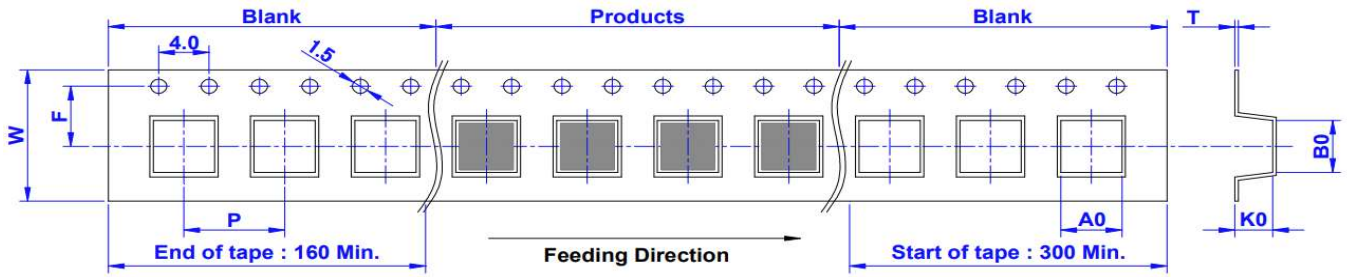 Blank Products Blank T
4.0 1.5
F
W
B0
P A0 K0
End of tape : 160 Min. Feeding Direction Start of tape : 300 Min.